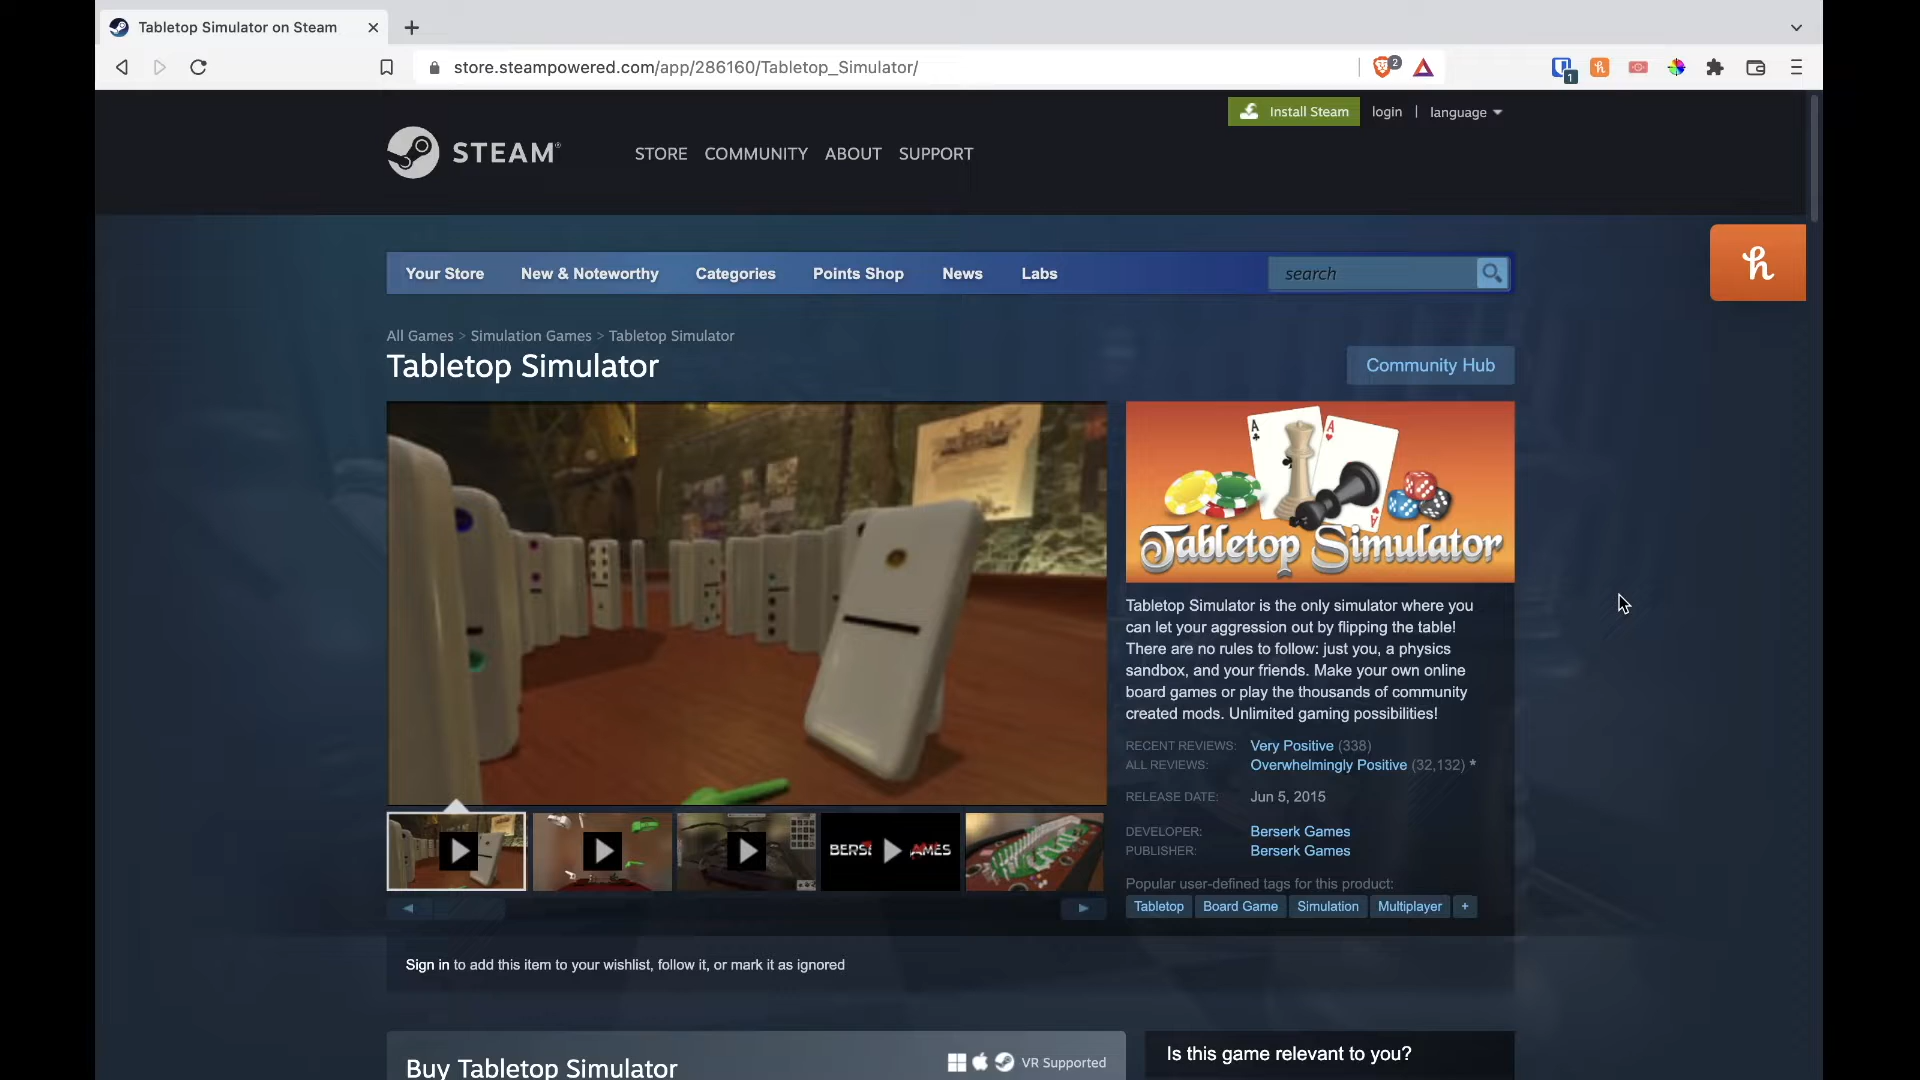 Tabletop Simulator on Steam
store.steampowered.com/app/286160/Tabletop_Simulator/
2
1
Install Steam
login | language
STEAM®
STORE COMMUNITY ABOUT SUPPORT
Your Store New & Noteworthy Categories Points Shop News Labs
search
All Games > Simulation Games > Tabletop Simulator
Tabletop Simulator
Community Hub
Tabletop Simulator
Tabletop Simulator is the only simulator where you
can let your aggression out by flipping the table!
There are no rules to follow: just you, a physics
sandbox, and your friends. Make your own online
board games or play the thousands of community
created mods. Unlimited gaming possibilities!
RECENT REVIEWS: Very Positive (338)
ALL REVIEWS: Overwhelmingly Positive (32,132) *
RELEASE DATE: Jun 5, 2015
DEVELOPER: Berserk Games
PUBLISHER: Berserk Games
Popular user-defined tags for this product:
Tabletop Board Game Simulation Multiplayer +
Sign in to add this item to your wishlist, follow it, or mark it as ignored
Buy Tabletop Simulator
VR Supported
Is this game relevant to you?